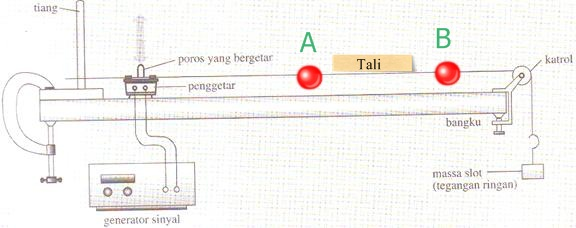 tiang
A
B
Tali
katrol
poros yang bergetar
penggetar
bangku
massa slot
(tegangan ringan)
generator sinyal